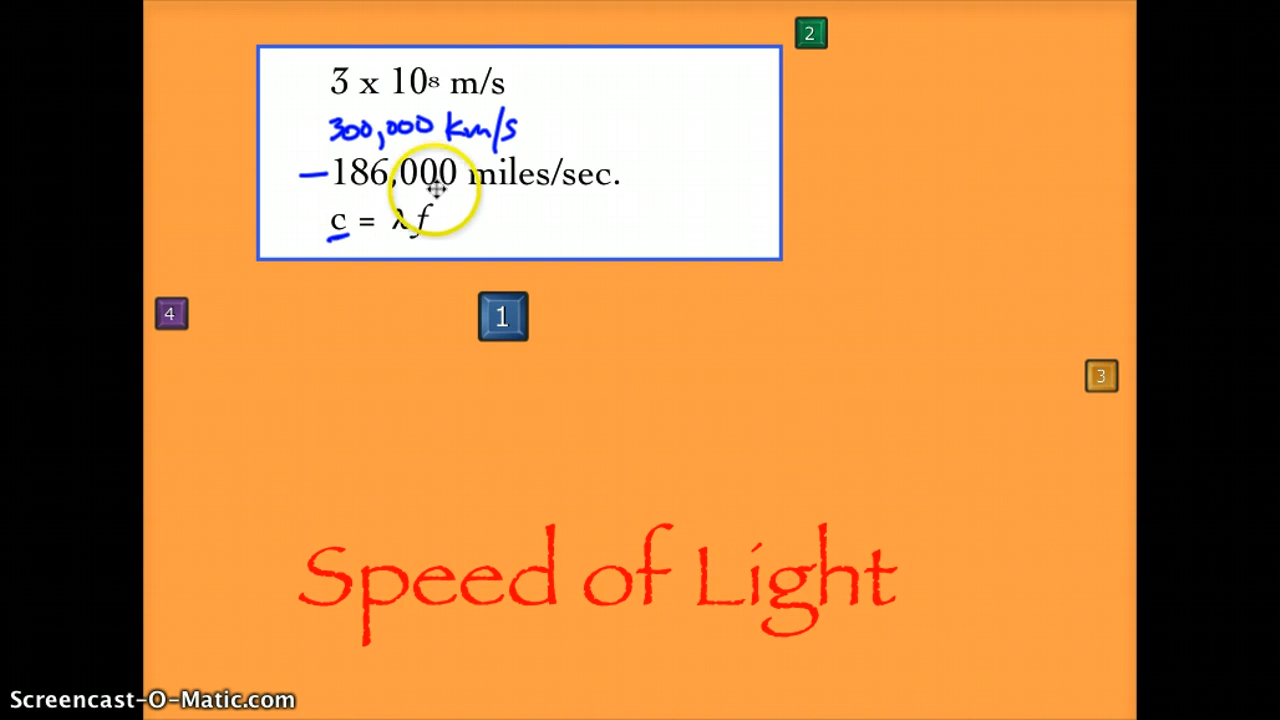 2
3 x 10⁸ m/s
300,000 km/s
186,000 miles/sec.
c = λf
4
1
3
Speed of Light
Screencast-O-Matic.com